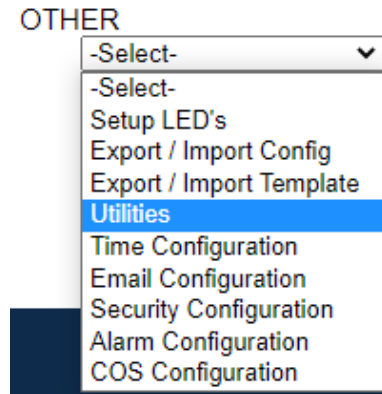 OTHER
-Select-
-Select-
Setup LED's
Export / Import Config
Export / Import Template
Utilities
Time Configuration
Email Configuration
Security Configuration
Alarm Configuration
COS Configuration